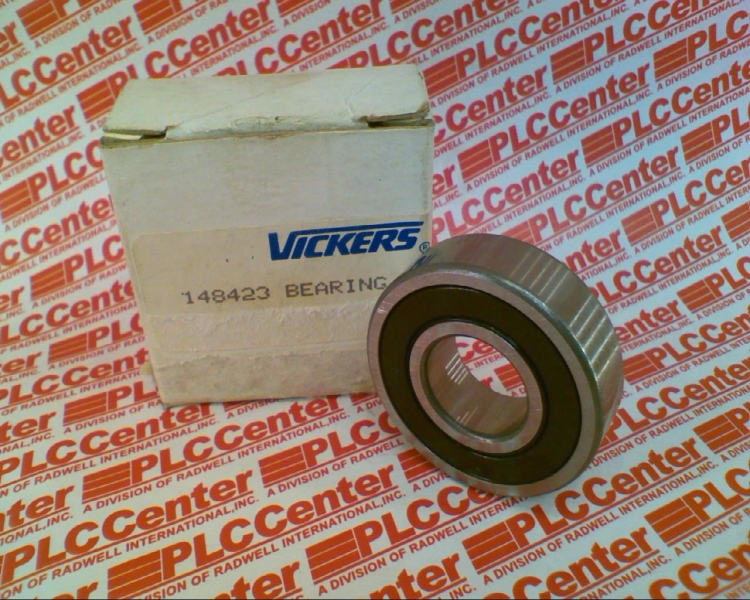 VICKERS®
148423 BEARING
PLCCenter
A DIVISION OF RADWELL INTERNATIONAL, INC.